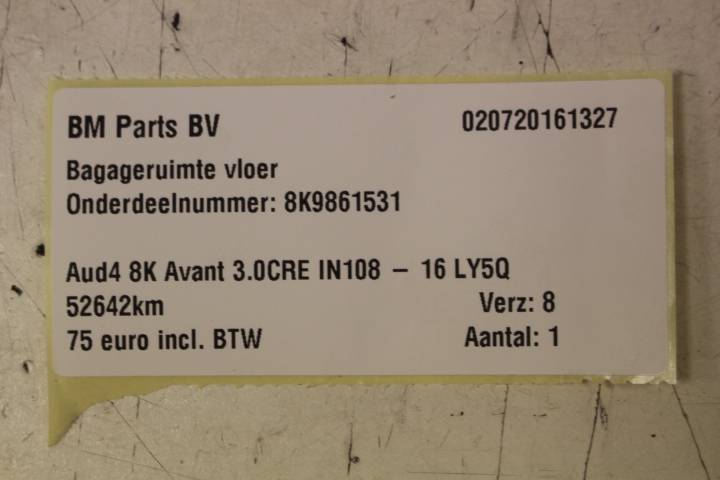 BM Parts BV 020720161327
Bagageruimte vloer
Onderdeelnummer: 8K9861531
Aud4 8K Avant 3.0CRE IN108 – 16 LY5Q
52642km Verz: 8
75 euro incl. BTW Aantal: 1